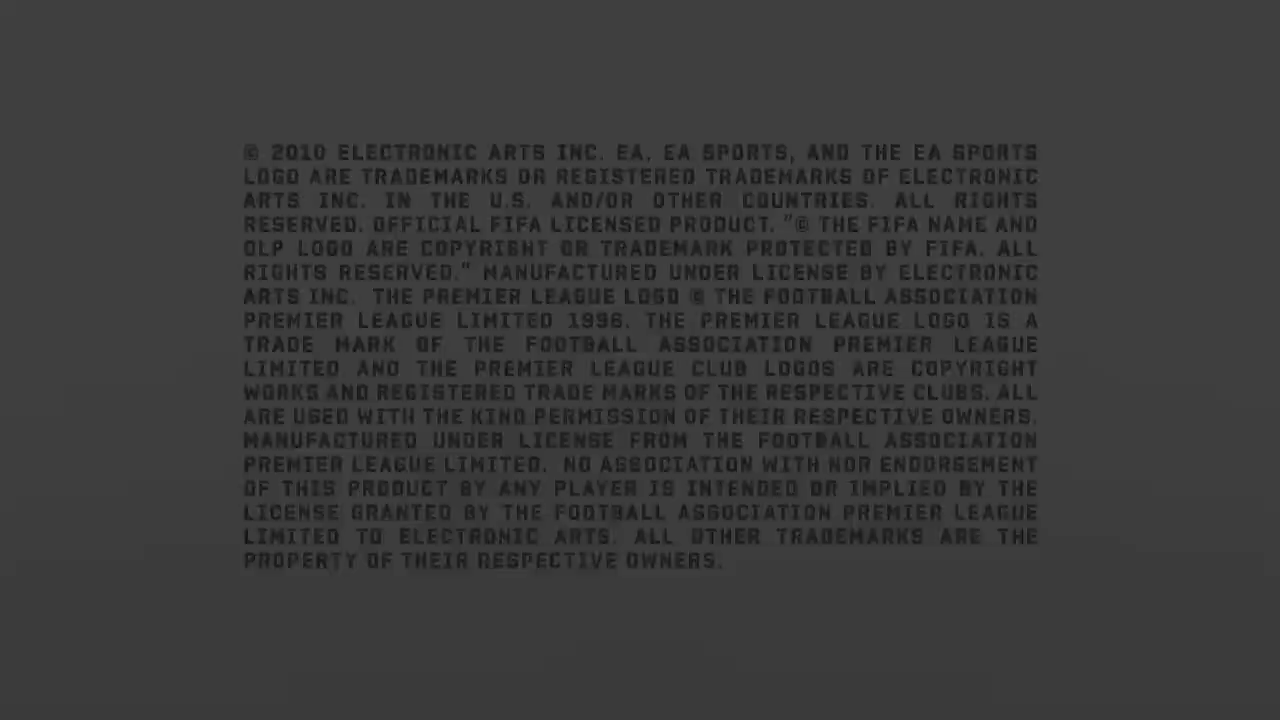 © 2010 ELECTRONIC ARTS INC. EA, EA SPORTS, AND THE EA SPORTS
LOGO ARE TRADEMARKS OR REGISTERED TRADEMARKS OF ELECTRONIC
ARTS INC. IN THE U.S. AND/OR OTHER COUNTRIES. ALL RIGHTS
RESERVED. OFFICIAL FIFA LICENSED PRODUCT. "© THE FIFA NAME AND
OLP LOGO ARE COPYRIGHT OR TRADEMARK PROTECTED BY FIFA. ALL
RIGHTS RESERVED." MANUFACTURED UNDER LICENSE BY ELECTRONIC
ARTS INC. THE PREMIER LEAGUE LOGO © THE FOOTBALL ASSOCIATION
PREMIER LEAGUE LIMITED 1996. THE PREMIER LEAGUE LOGO IS A
TRADE MARK OF THE FOOTBALL ASSOCIATION PREMIER LEAGUE
LIMITED AND THE PREMIER LEAGUE CLUB LOGOS ARE COPYRIGHT
WORKS AND REGISTERED TRADE MARKS OF THE RESPECTIVE CLUBS. ALL
ARE USED WITH THE KIND PERMISSION OF THEIR RESPECTIVE OWNERS.
MANUFACTURED UNDER LICENSE FROM THE FOOTBALL ASSOCIATION
PREMIER LEAGUE LIMITED. NO ASSOCIATION WITH NOR ENDORSEMENT
OF THIS PRODUCT BY ANY PLAYER IS INTENDED OR IMPLIED BY THE
LICENSE GRANTED BY THE FOOTBALL ASSOCIATION PREMIER LEAGUE
LIMITED TO ELECTRONIC ARTS. ALL OTHER TRADEMARKS ARE THE
PROPERTY OF THEIR RESPECTIVE OWNERS.